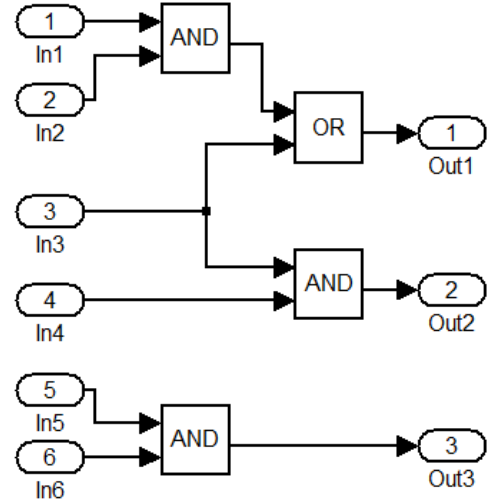 1
AND
In1
2
In2
OR
1
Out1
3
In3
AND
4
2
In4
Out2
5
In5
AND
3
6
In6
Out3